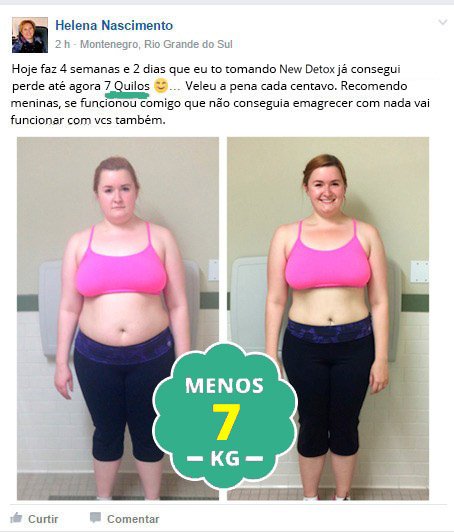 Helena Nascimento
2 h · Montenegro, Rio Grande do Sul
Hoje faz 4 semanas e 2 dias que eu to tomando New Detox já consegui
perde até agora 7 Quilos 😊... Veleu a pena cada centavo. Recomendo
meninas, se funcionou comigo que não conseguia emagrecer com nada vai
funcionar com vcs também.
MENOS
7
KG
Curtir Comentar